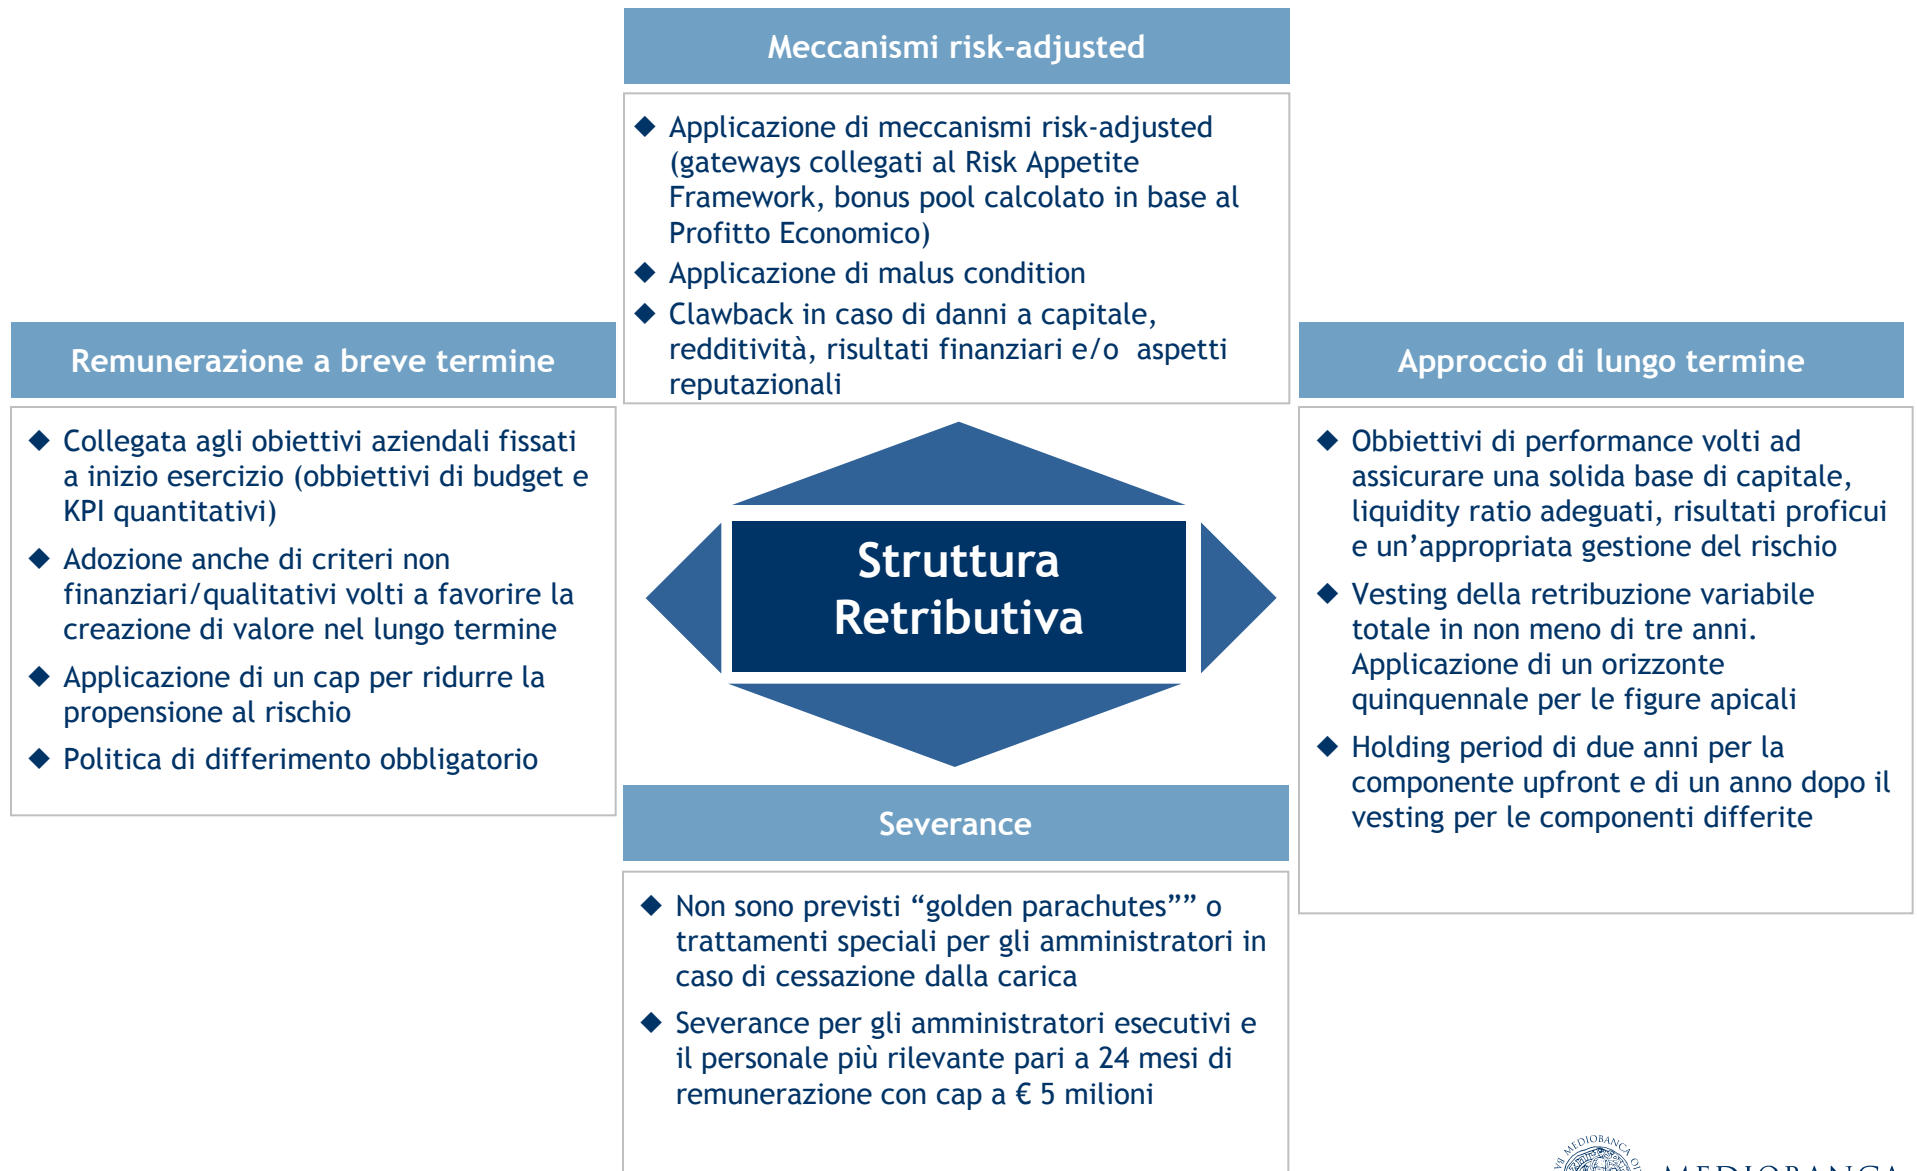 Meccanismi risk-adjusted
◆ Applicazione di meccanismi risk-adjusted
(gateways collegati al Risk Appetite
Framework, bonus pool calcolato in base al
Profitto Economico)
◆ Applicazione di malus condition
◆ Clawback in caso di danni a capitale,
redditività, risultati finanziari e/o aspetti
reputazionali
Remunerazione a breve termine
◆ Collegata agli obiettivi aziendali fissati
a inizio esercizio (obbiettivi di budget e
KPI quantitativi)
◆ Adozione anche di criteri non
finanziari/qualitativi volti a favorire la
creazione di valore nel lungo termine
◆ Applicazione di un cap per ridurre la
propensione al rischio
◆ Politica di differimento obbligatorio
Struttura
Retributiva
Approccio di lungo termine
◆ Obbiettivi di performance volti ad
assicurare una solida base di capitale,
liquidity ratio adeguati, risultati proficui
e un’appropriata gestione del rischio
◆ Vesting della retribuzione variabile
totale in non meno di tre anni.
Applicazione di un orizzonte
quinquennale per le figure apicali
◆ Holding period di due anni per la
componente upfront e di un anno dopo il
vesting per le componenti differite
Severance
◆ Non sono previsti “golden parachutes”” o
trattamenti speciali per gli amministratori in
caso di cessazione dalla carica
◆ Severance per gli amministratori esecutivi e
il personale più rilevante pari a 24 mesi di
remunerazione con cap a € 5 milioni
MEDIOBANCA
MEDIOBANCA